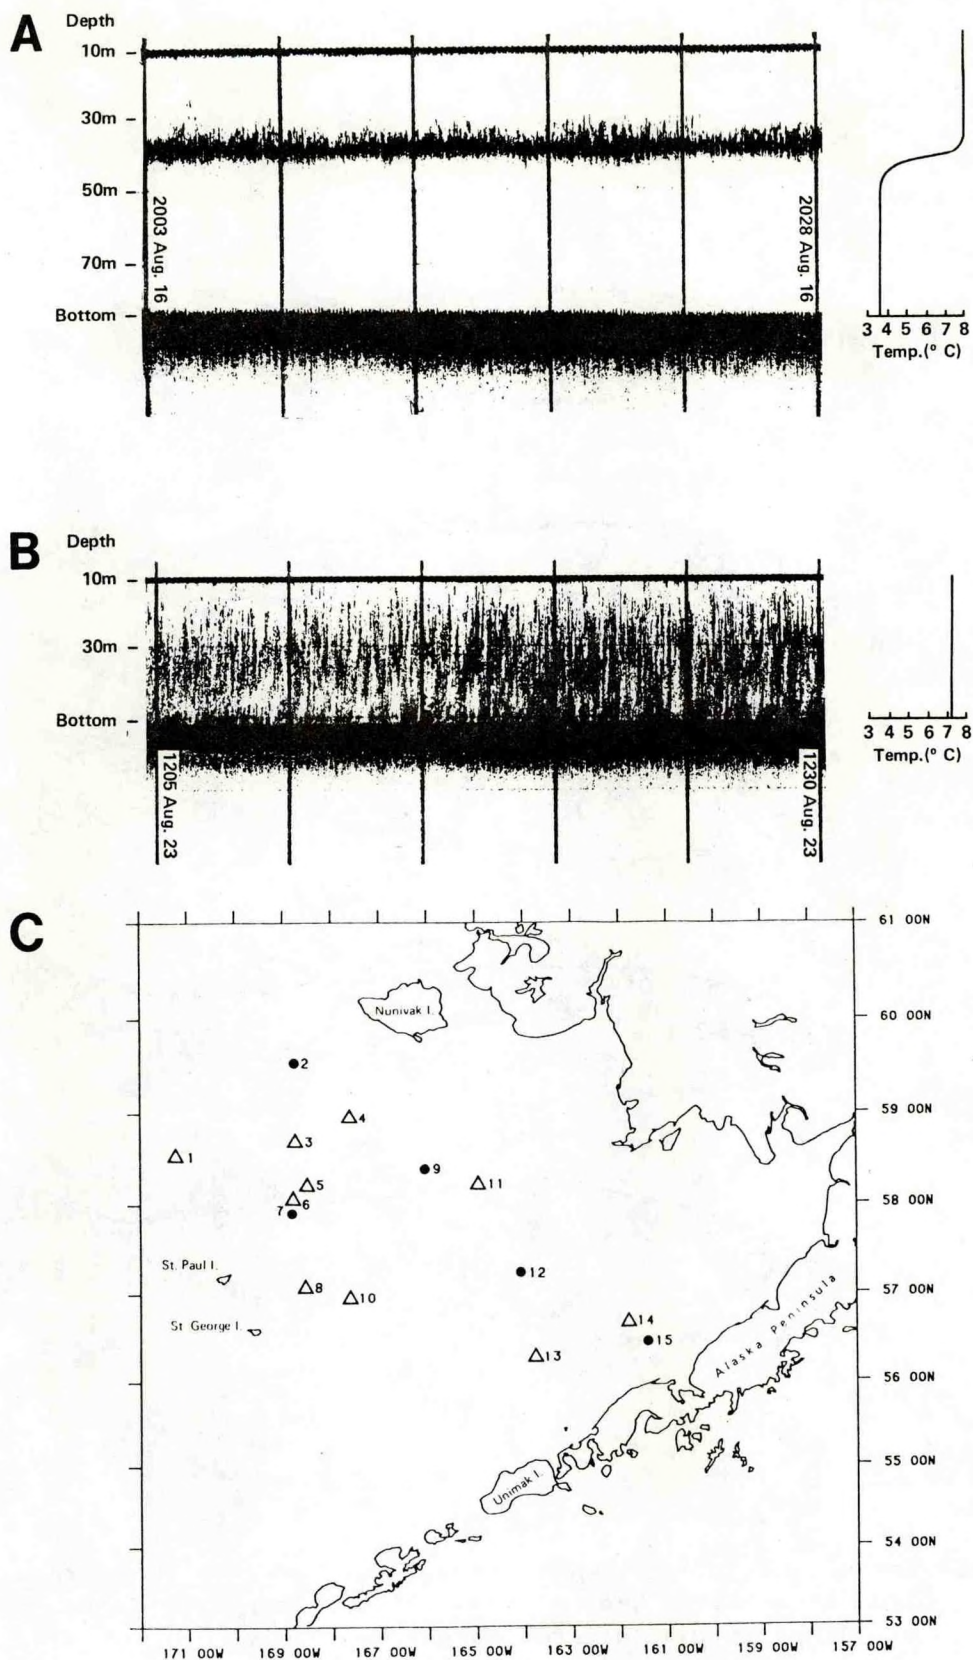 A
Depth
10m
30m
50m
70m
Bottom
2003 Aug. 16
2028 Aug. 16
3 4 5 6 7 8
Temp.(° C)
B
Depth
10m
30m
Bottom
1205 Aug. 23
1230 Aug. 23
3 4 5 6 7 8
Temp.(° C)
C
61 00N
Nunivak I.
60 00N
2
59 00N
4
3
1
9
11
5
58 00N
6
7
St. Paul I.
57 00N
12
8
10
St George I.
14
15
13
56 00N
Alaska Peninsula
55 00N
Unimak I.
54 00N
53 00N
171 00W 169 00W 167 00W 165 00W 163 00W 161 00W 159 00W 157 00W